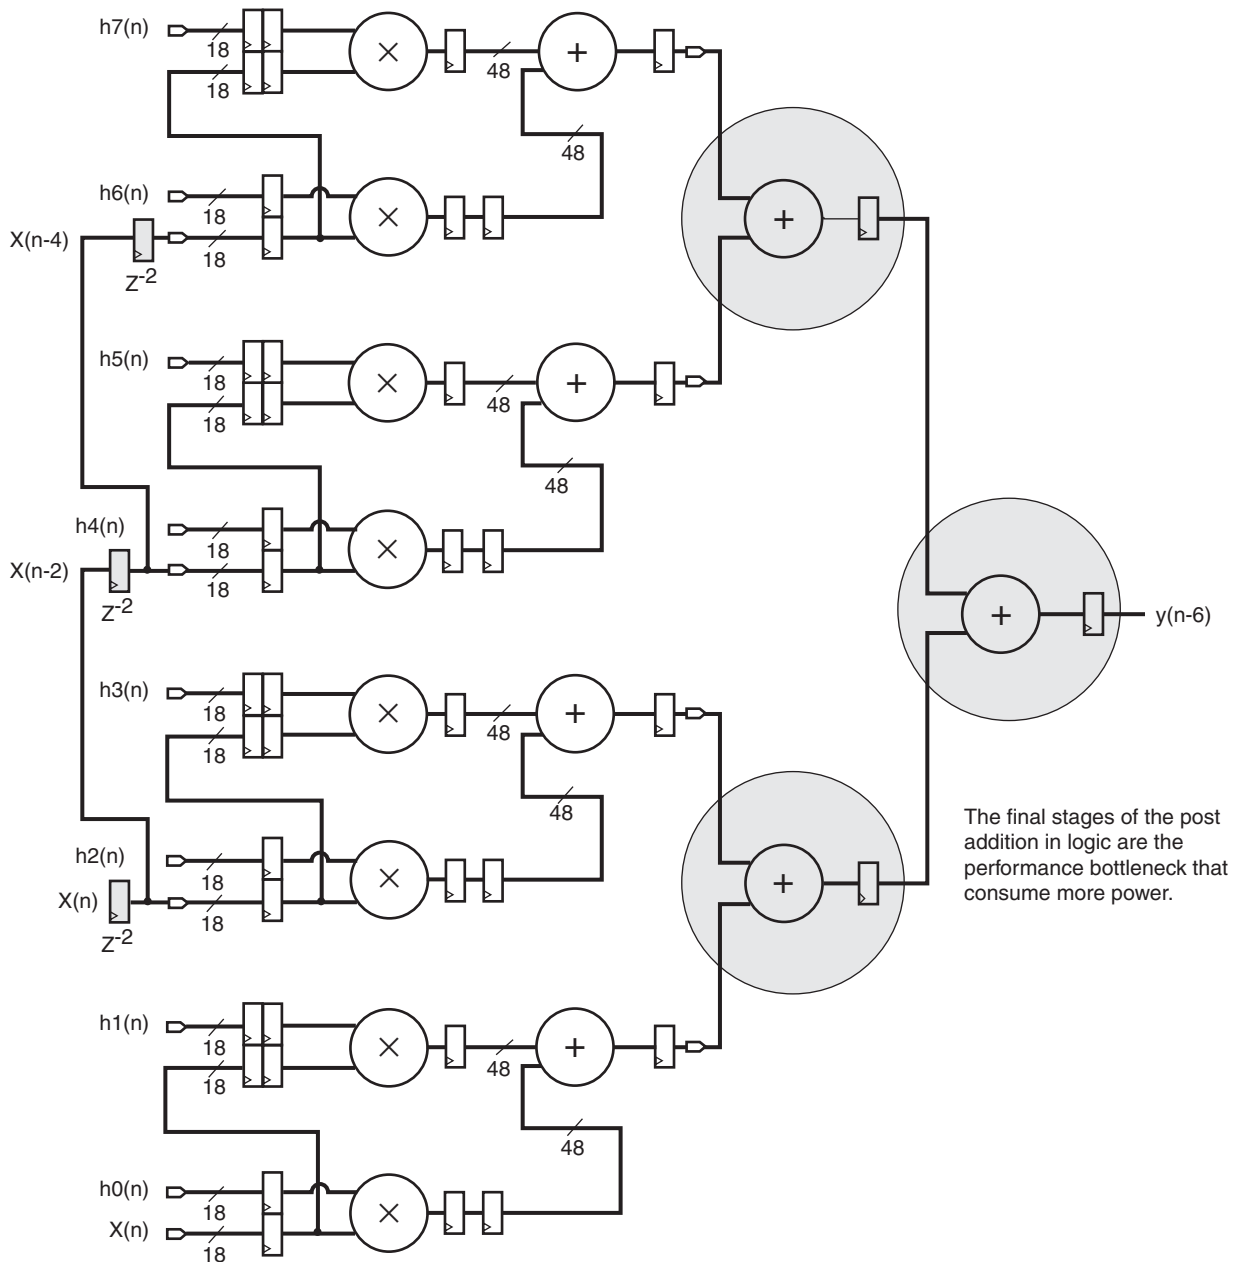 h7(n)
18
18
48
48
h6(n)
18
X(n-4)
18
Z-2
h5(n)
18
18
48
48
h4(n)
18
X(n-2)
18
Z-2
y(n-6)
h3(n)
18
18
48
48
The final stages of the post
addition in logic are the
performance bottleneck that
consume more power.
h2(n)
18
X(n)
18
Z-2
h1(n)
18
18
48
48
h0(n)
18
X(n)
18